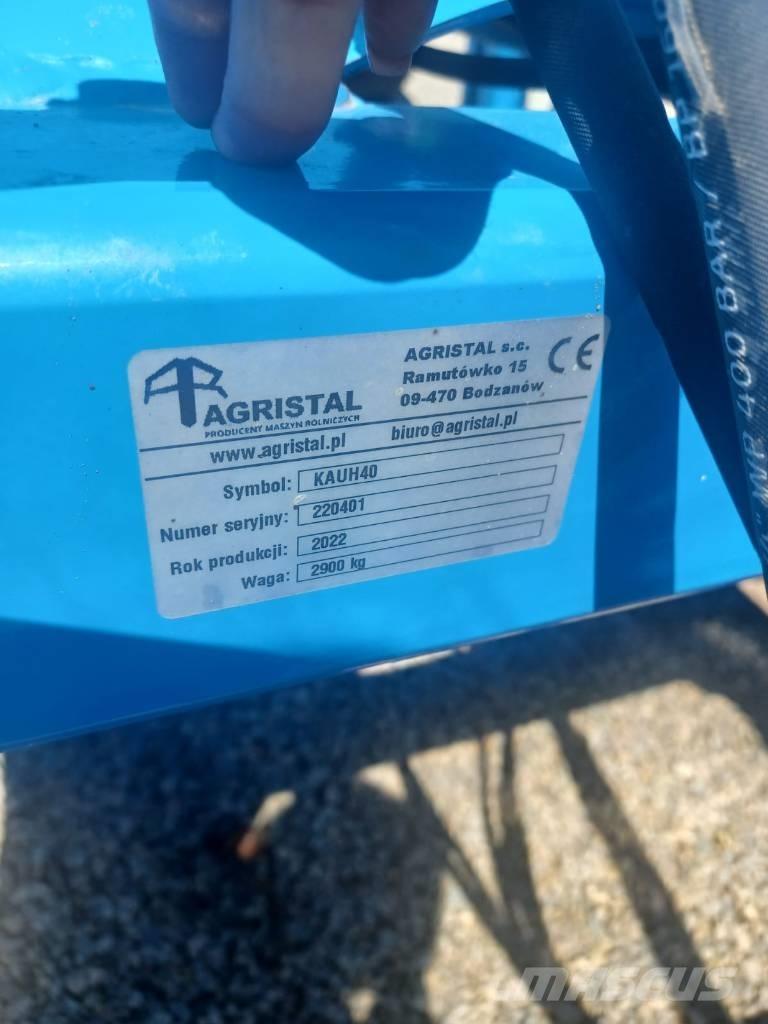 AGRISTAL
PRODUCENT MASZYN ROLNICZYCH
AGRISTAL s.c.
Ramutówko 15
09-470 Bodzanów
CE
www.agristal.pl biuro@agristal.pl
Symbol: KAUH40
Numer seryjny: 220401
Rok produkcji: 2022
Waga: 2900 kg
400 BAR /
MASCUS